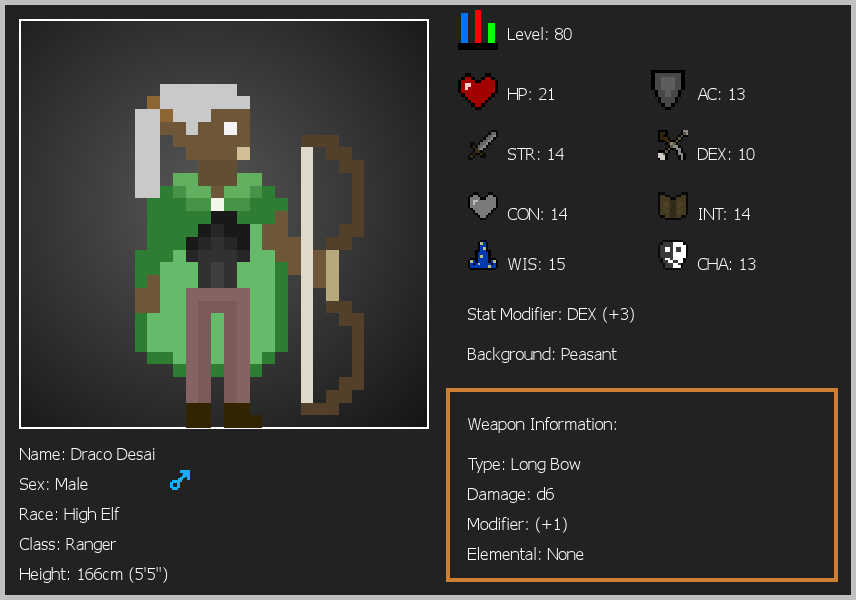 Level: 80
HP: 21
AC: 13
STR: 14
DEX: 10
CON: 14
INT: 14
WIS: 15
CHA: 13
Stat Modifier: DEX (+3)
Background: Peasant
Weapon Information:
Type: Long Bow
Damage: d6
Modifier: (+1)
Elemental: None
Name: Draco Desai
Sex: Male
Race: High Elf
Class: Ranger
Height: 166cm (5'5")